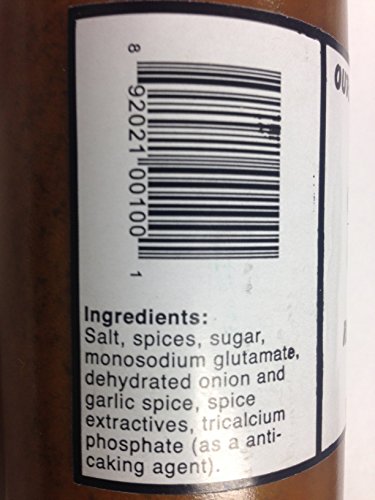 8 92021 00100 1
Ingredients:
Salt, spices, sugar,
monosodium glutamate,
dehydrated onion and
garlic spice, spice
extractives, tricalcium
phosphate (as a anti-
caking agent).